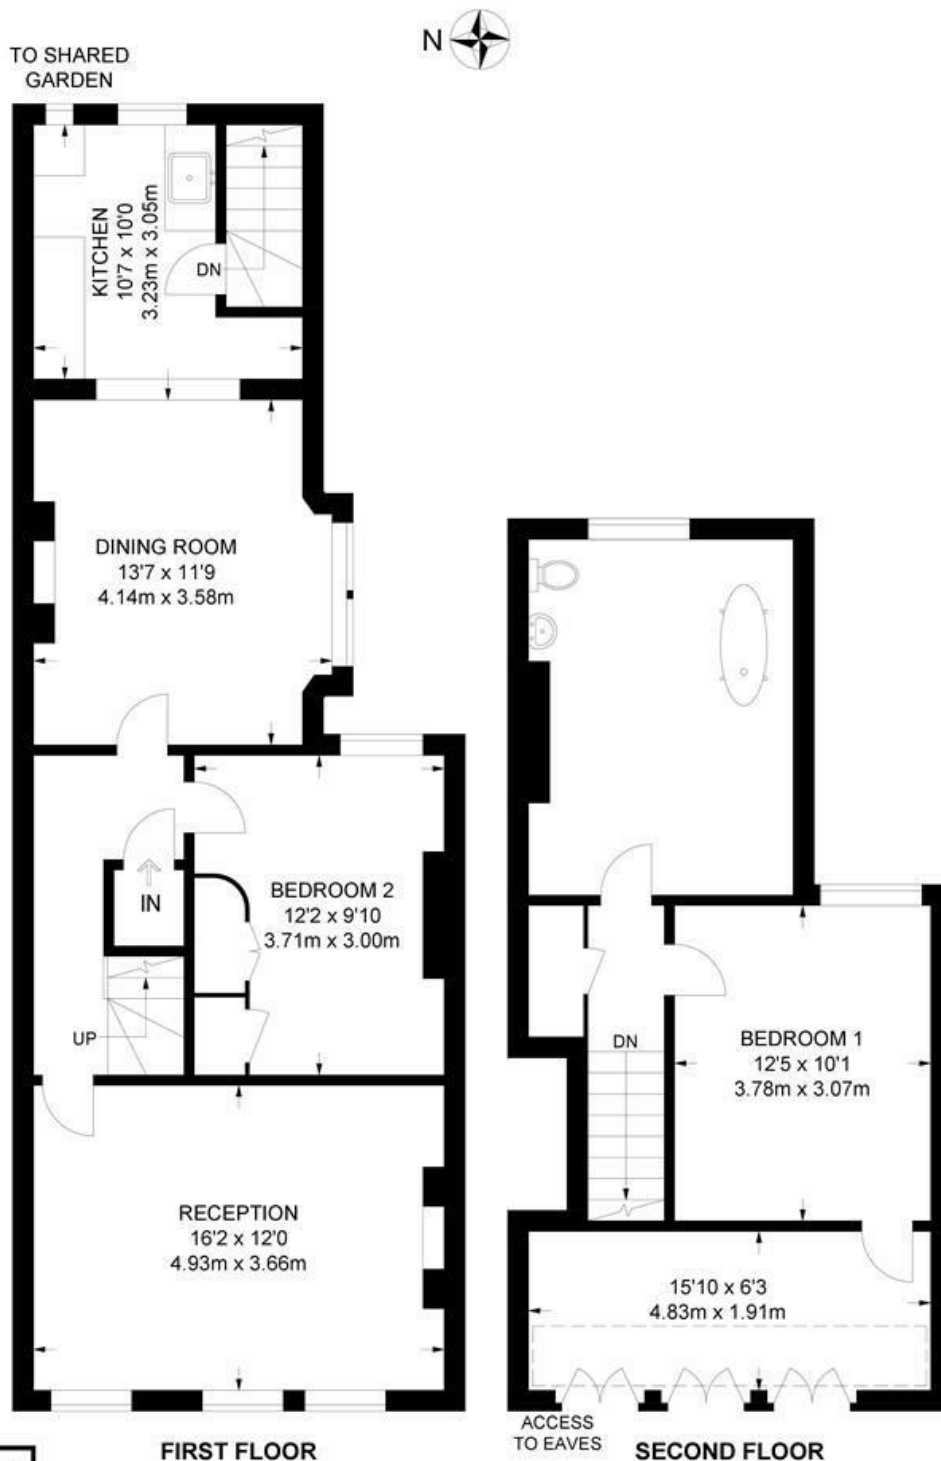 N
TO SHARED
GARDEN
KITCHEN
10'7 x 10'0
3.23m x 3.05m
DN
DINING ROOM
13'7 x 11'9
4.14m x 3.58m
IN
BEDROOM 2
12'2 x 9'10
3.71m x 3.00m
UP
RECEPTION
16'2 x 12'0
4.93m x 3.66m
FIRST FLOOR
DN
BEDROOM 1
12'5 x 10'1
3.78m x 3.07m
15'10 x 6'3
4.83m x 1.91m
ACCESS
TO EAVES
SECOND FLOOR